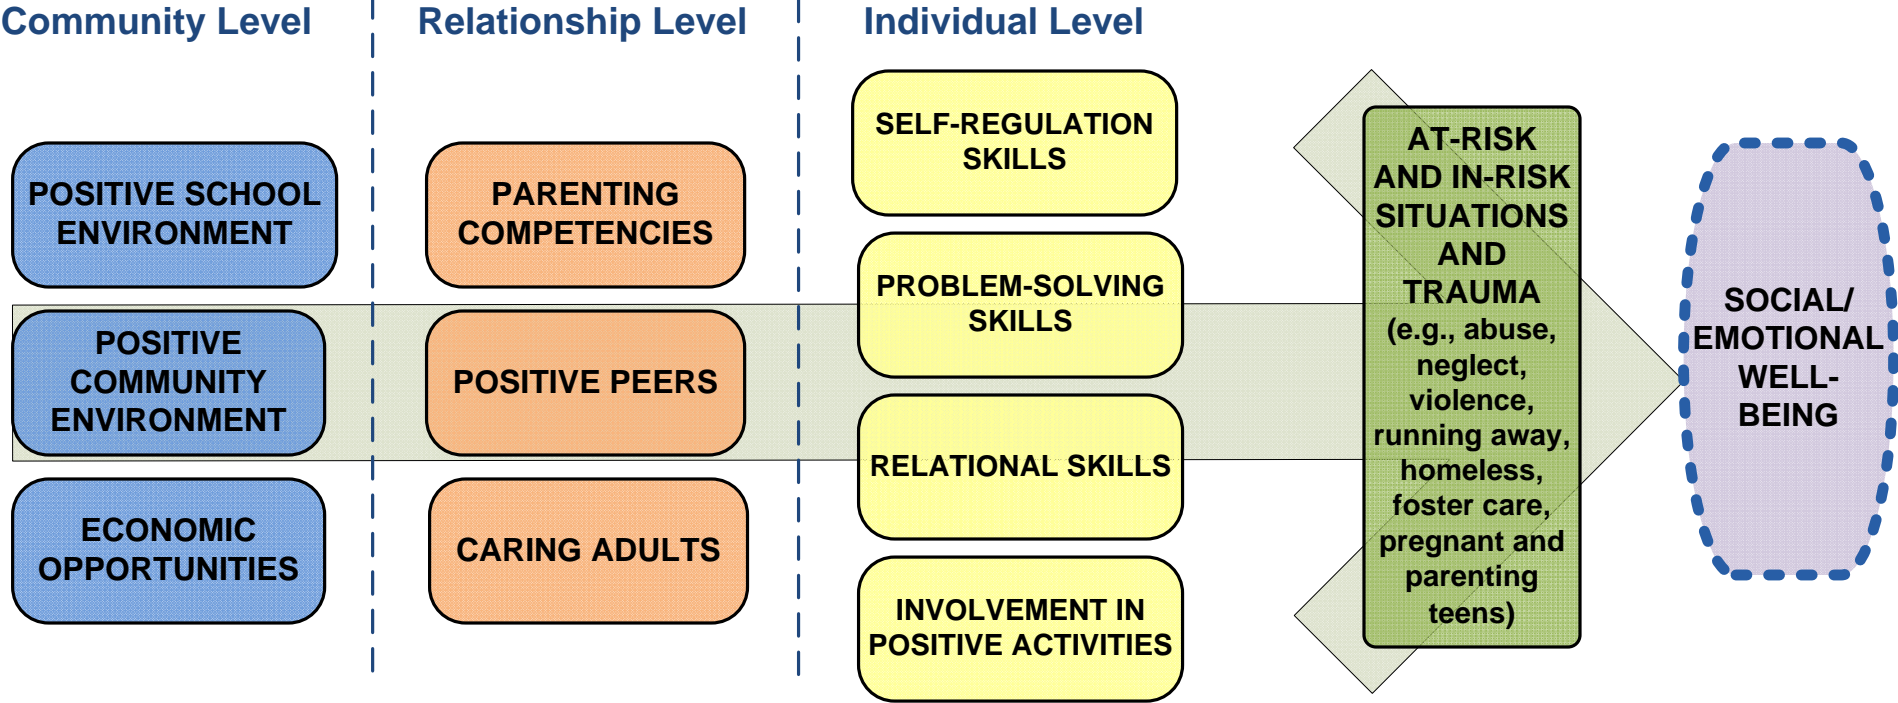 Community Level
Relationship Level
Individual Level
POSITIVE SCHOOL
ENVIRONMENT
POSITIVE
COMMUNITY
ENVIRONMENT
ECONOMIC
OPPORTUNITIES
PARENTING
COMPETENCIES
POSITIVE PEERS
CARING ADULTS
SELF-REGULATION
SKILLS
PROBLEM-SOLVING
SKILLS
RELATIONAL SKILLS
INVOLVEMENT IN
POSITIVE ACTIVITIES
AT-RISK
AND IN-RISK
SITUATIONS
AND
TRAUMA
(e.g., abuse,
neglect,
violence,
running away,
homeless,
foster care,
pregnant and
parenting
teens)
SOCIAL/
EMOTIONAL
WELL-
BEING